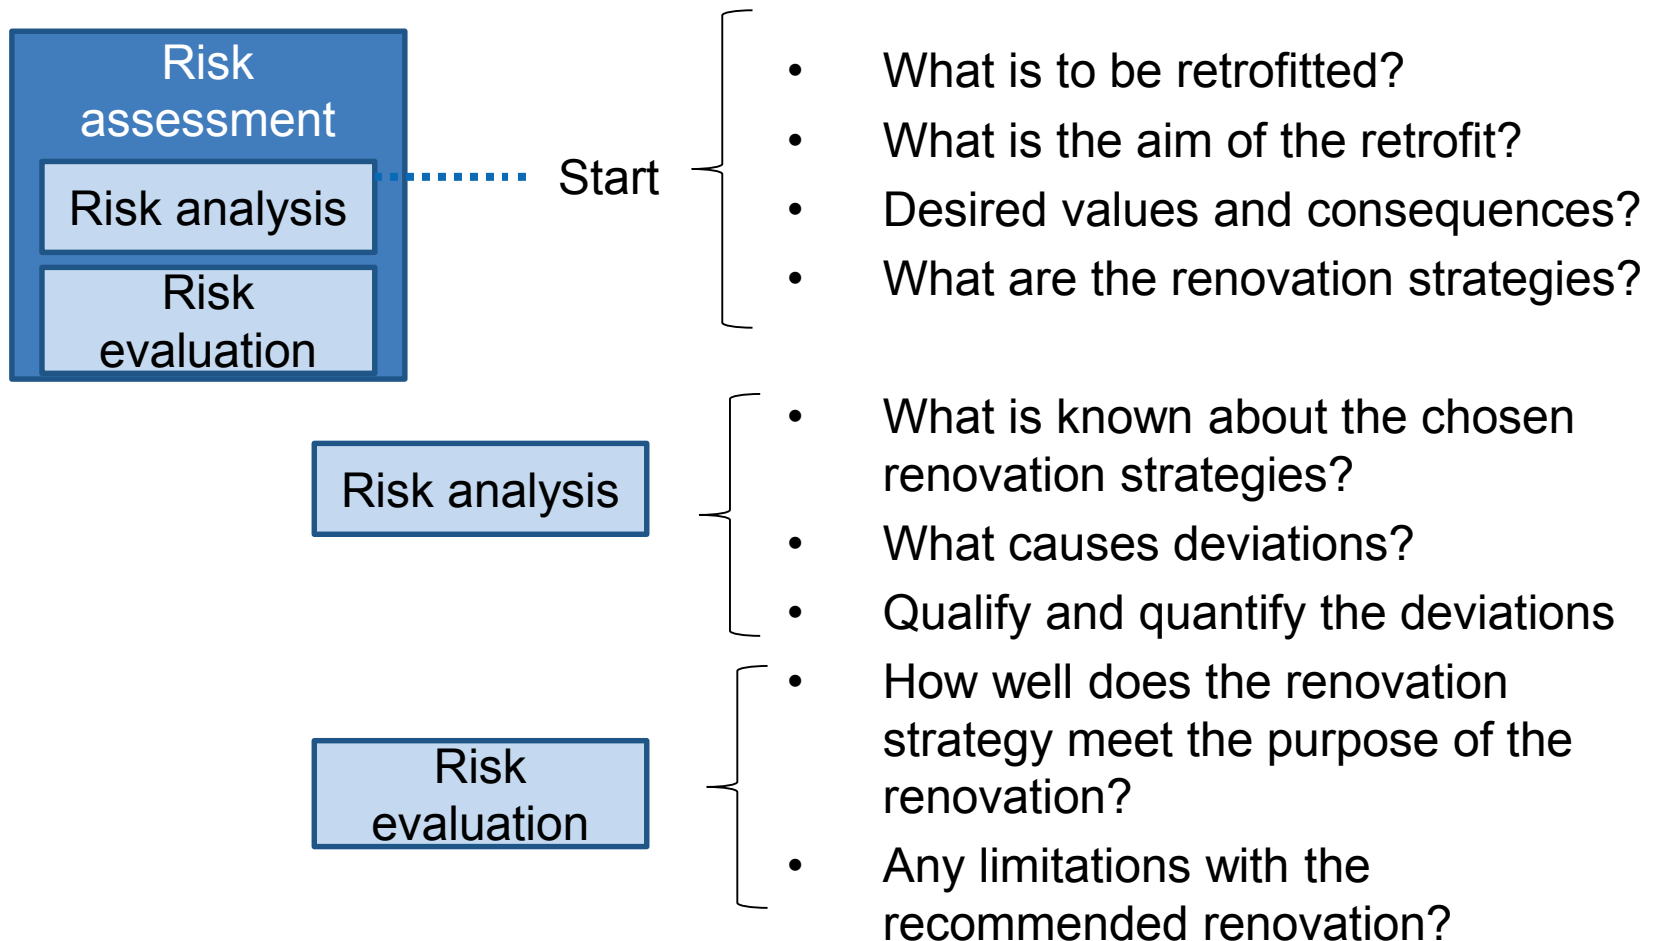 Risk
assessment
Risk analysis
Risk
evaluation
Start
• What is to be retrofitted?
• What is the aim of the retrofit?
• Desired values and consequences?
• What are the renovation strategies?
Risk analysis
• What is known about the chosen
renovation strategies?
• What causes deviations?
• Qualify and quantify the deviations
Risk
evaluation
• How well does the renovation
strategy meet the purpose of the
renovation?
• Any limitations with the
recommended renovation?